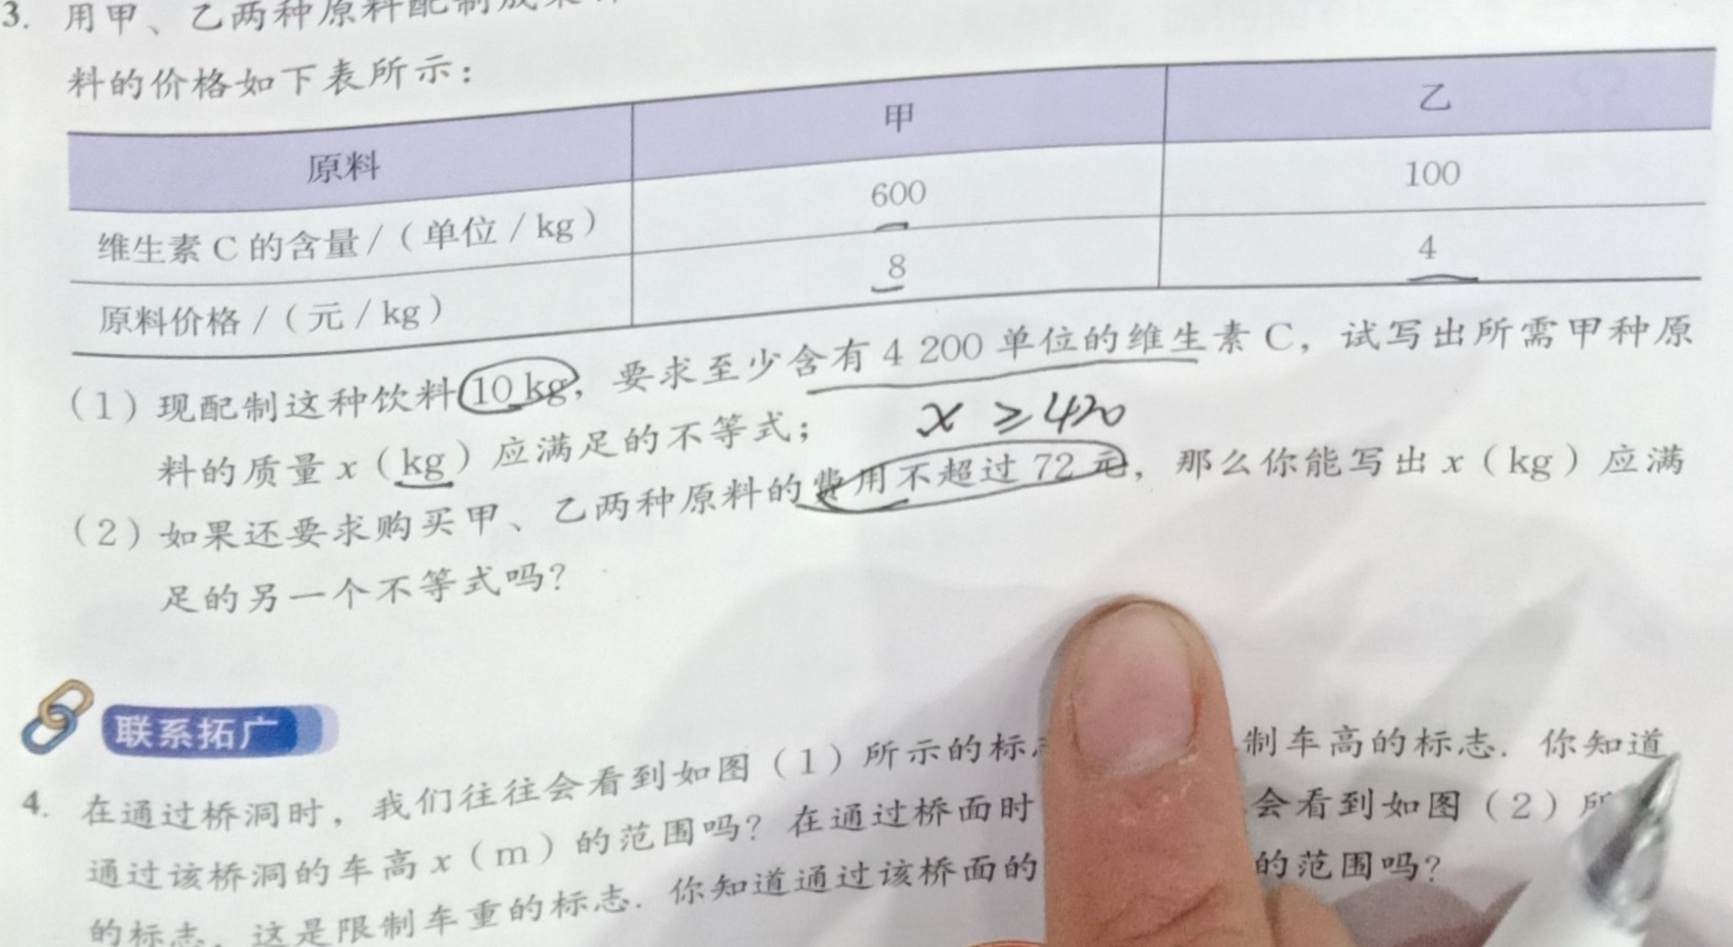 3. 用甲、乙两种原料配制成
料的价格如下表所示：
原料 甲 乙
维生素 C 的含量 /（单位 / kg） 600 100
原料价格 /（元 / kg） 8 4
（1）现配制这种饮料 10 kg，要求至少含有 4 200 单位的维生素 C，试写出所需甲种原
料的质量 x（kg）应满足的不等式；
x ≥ 420
（2）如果还要求购买甲、乙两种原料的费用不超过 72 元，那么你能写出 x（kg）应满
足的另一个不等式吗？
联系拓广
4. 在通过桥洞时，我们往往会看到如图（1）所示的标 制车高的标志．你知道
通过该桥洞的车高 x（m）的范围吗？在通过桥面时 会看到如图（2）所
的标志，这是限制车重的标志．你知道通过该桥面的 的范围吗？